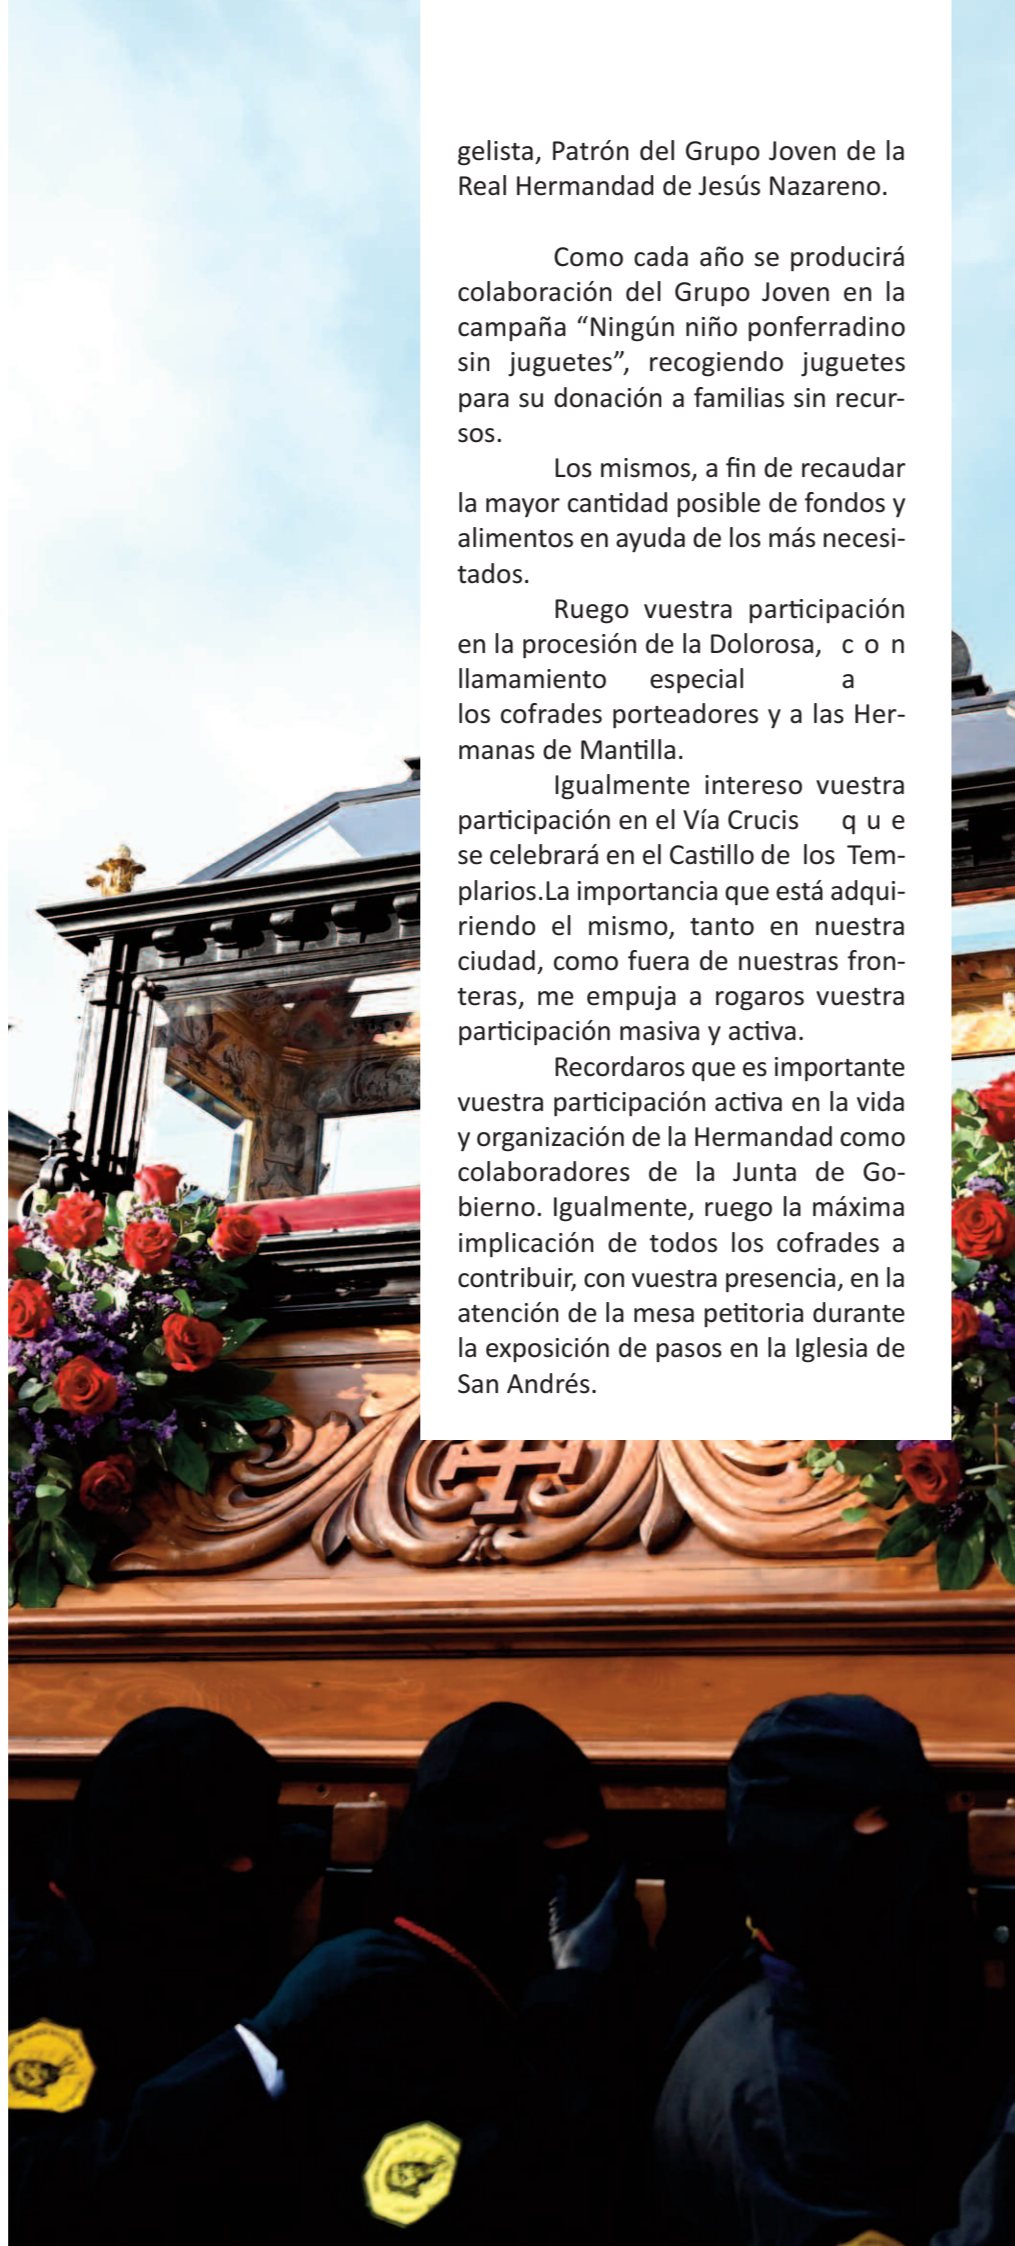 gelista, Patrón del Grupo Joven de la
Real Hermandad de Jesús Nazareno.
Como cada año se producirá
colaboración del Grupo Joven en la
campaña “Ningún niño ponferradino
sin juguetes”, recogiendo juguetes
para su donación a familias sin recur-
sos.
Los mismos, a fin de recaudar
la mayor cantidad posible de fondos y
alimentos en ayuda de los más necesi-
tados.
Ruego vuestra participación
en la procesión de la Dolorosa, c o n
llamamiento especial a
los cofrades porteadores y a las Her-
manas de Mantilla.
Igualmente intereso vuestra
participación en el Vía Crucis q u e
se celebrará en el Castillo de los Tem-
plarios.La importancia que está adqui-
riendo el mismo, tanto en nuestra
ciudad, como fuera de nuestras fron-
teras, me empuja a rogaros vuestra
participación masiva y activa.
Recordaros que es importante
vuestra participación activa en la vida
y organización de la Hermandad como
colaboradores de la Junta de Go-
bierno. Igualmente, ruego la máxima
implicación de todos los cofrades a
contribuir, con vuestra presencia, en la
atención de la mesa petitoria durante
la exposición de pasos en la Iglesia de
San Andrés.